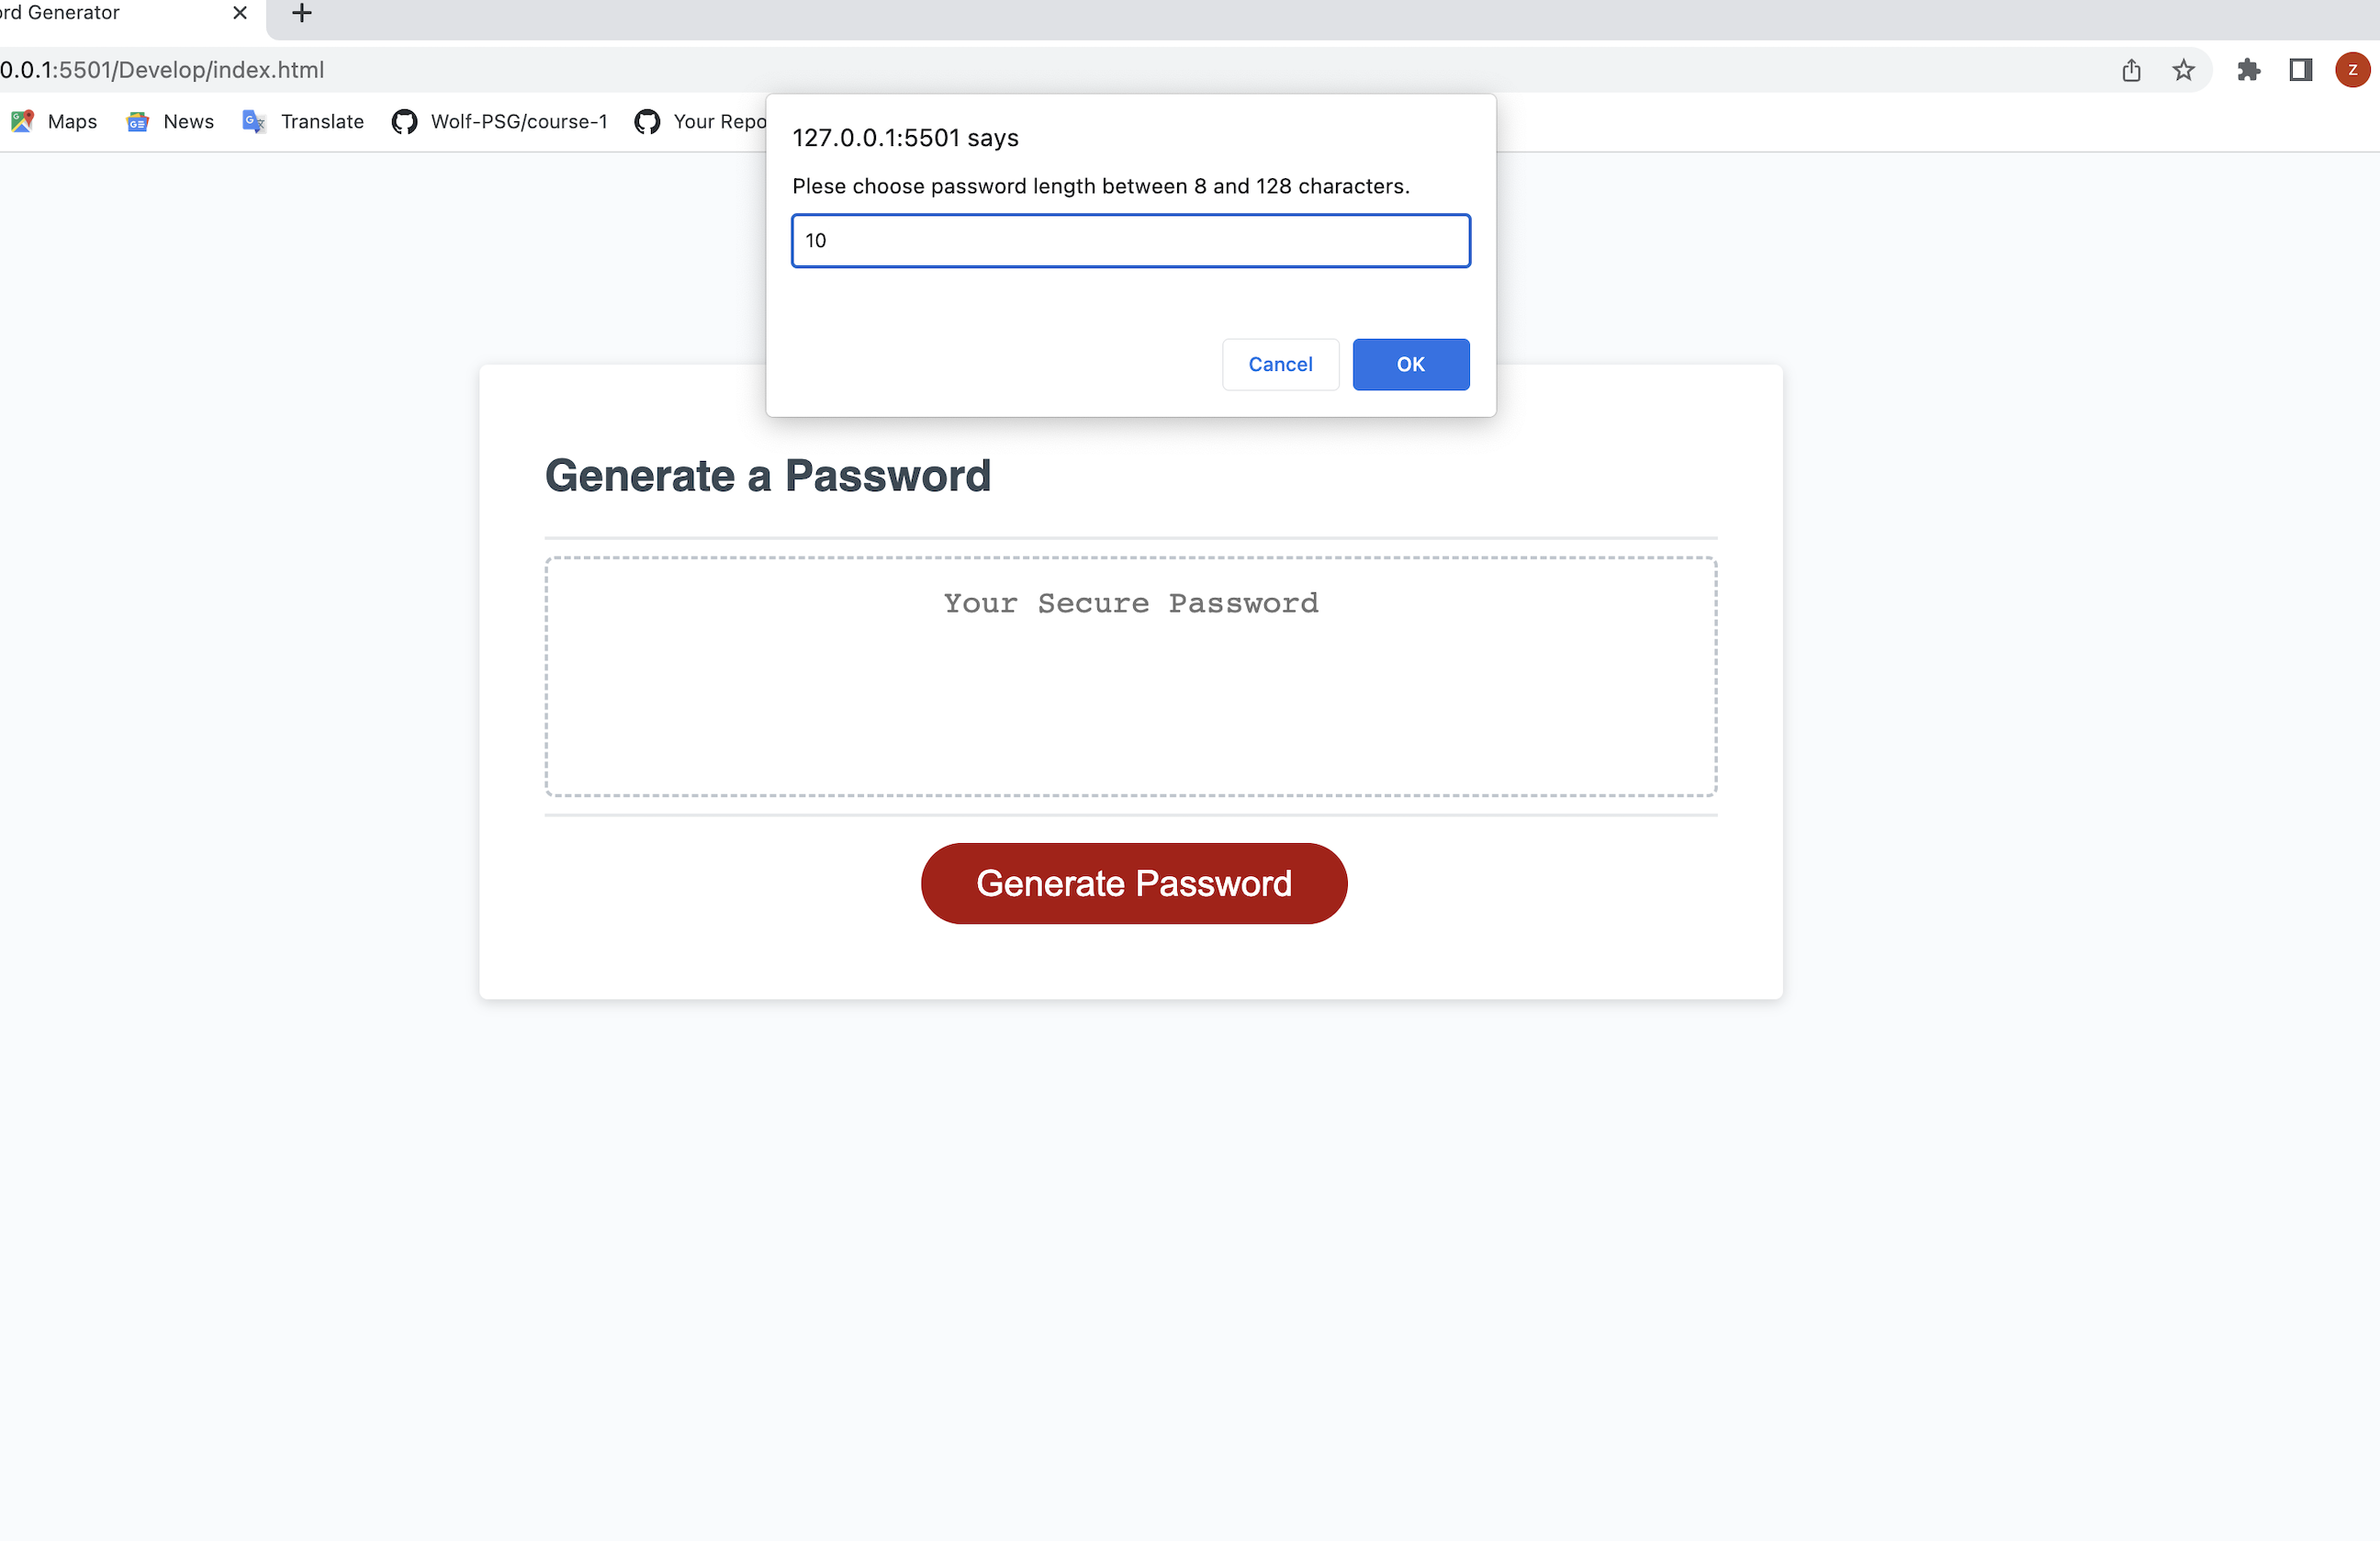 ord Generator
0.0.1:5501/Develop/index.html
Z
Maps News Translate Wolf-PSG/course-1 Your Repo
127.0.0.1:5501 says
Plese choose password length between 8 and 128 characters.
10
Cancel OK
Generate a Password
Your Secure Password
Generate Password